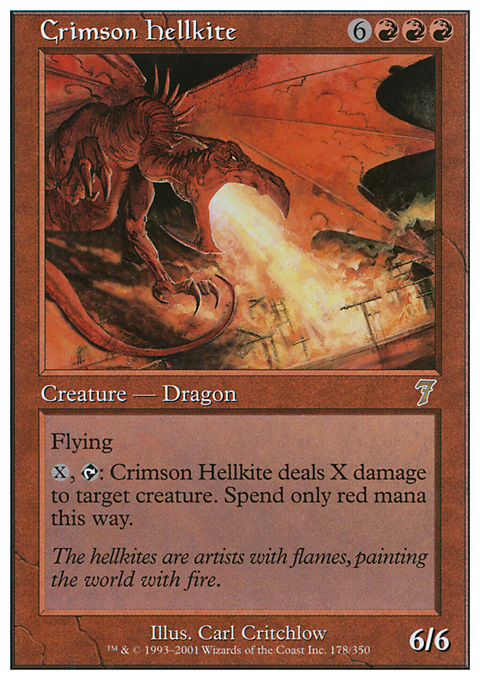 Crimson Hellkite 6
Creature — Dragon 7
Flying
X, T: Crimson Hellkite deals X damage
to target creature. Spend only red mana
this way.
The hellkites are artists with flames, painting
the world with fire.
Illus. Carl Critchlow
™ & © 1993–2001 Wizards of the Coast Inc. 178/350
6/6